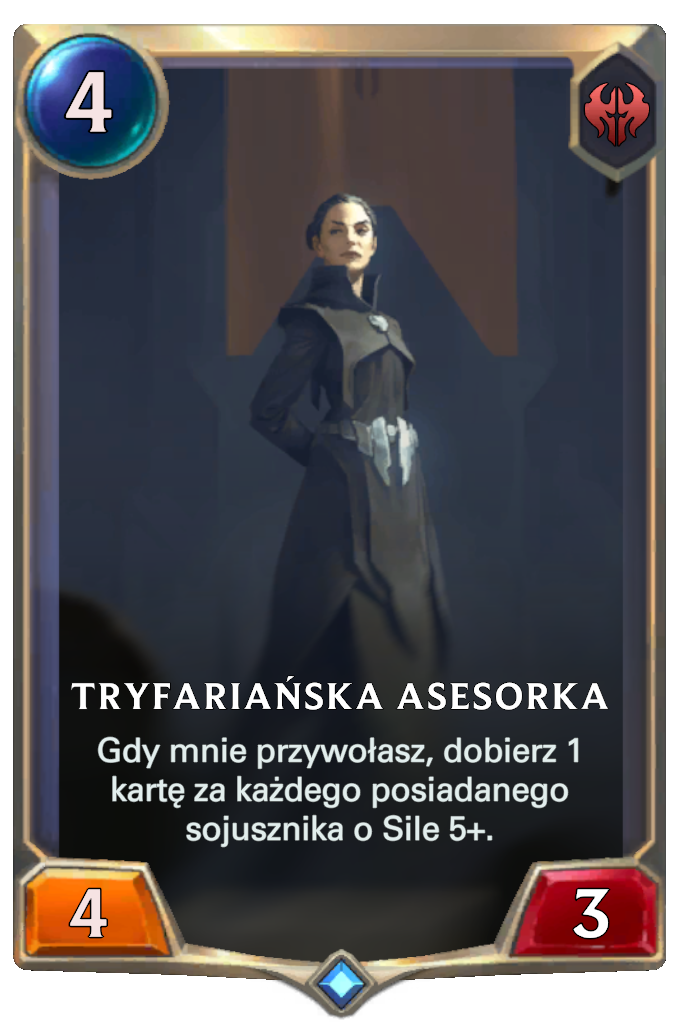 4
TRYFARIAŃSKA ASESORKA
Gdy mnie przywołasz, dobierz 1
kartę za każdego posiadanego
sojusznika o Sile 5+.
4
3